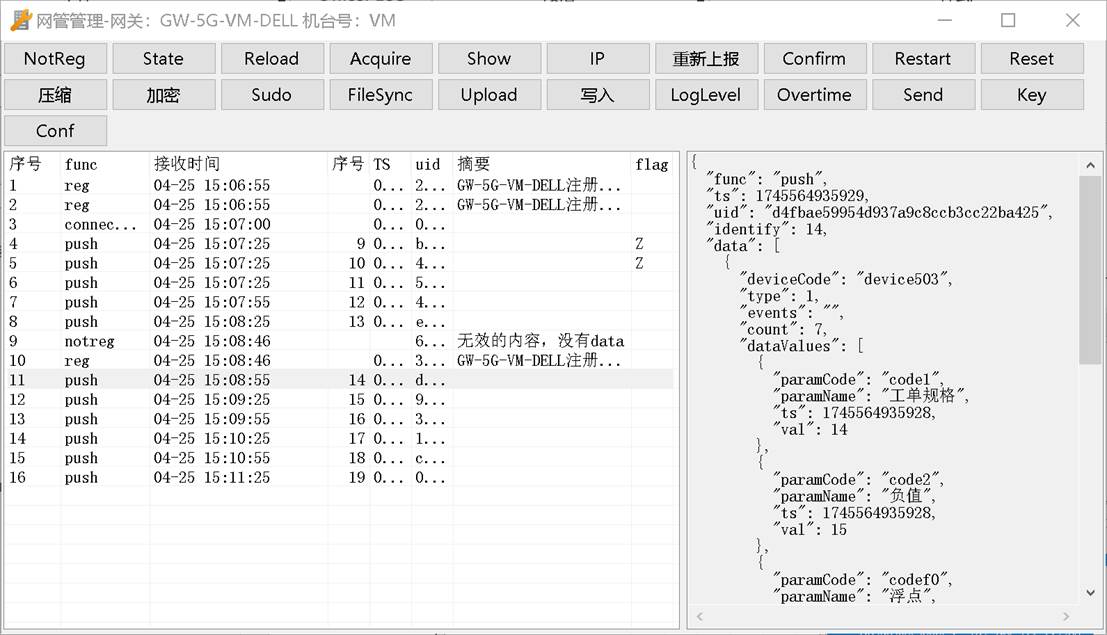 网管管理-网关：GW-5G-VM-DELL 机台号：VM
NotReg State Reload Acquire Show IP 重新上报 Confirm Restart Reset
压缩 加密 Sudo FileSync Upload 写入 LogLevel Overtime Send Key
Conf
序号 func 接收时间 序号 TS uid 摘要 flag
1 reg 04-25 15:06:55 0... 2... GW-5G-VM-DELL注册...
2 reg 04-25 15:06:55 0... 2... GW-5G-VM-DELL注册...
3 connec... 04-25 15:07:00 0... 0...
4 push 04-25 15:07:25 9 0... b... Z
5 push 04-25 15:07:25 10 0... 4... Z
6 push 04-25 15:07:25 11 0... 5...
7 push 04-25 15:07:55 12 0... 4...
8 push 04-25 15:08:25 13 0... e...
9 notreg 04-25 15:08:46 6... 无效的内容，没有data
10 reg 04-25 15:08:46 0... 3... GW-5G-VM-DELL注册...
11 push 04-25 15:08:55 14 0... d...
12 push 04-25 15:09:25 15 0... 9...
13 push 04-25 15:09:55 16 0... 3...
14 push 04-25 15:10:25 17 0... 1...
15 push 04-25 15:10:55 18 0... c...
16 push 04-25 15:11:25 19 0... 0...
{
"func": "push",
"ts": 1745564935929,
"uid": "d4fbae59954d937a9c8ccb3cc22ba425",
"identify": 14,
"data": [
{
"deviceCode": "device503",
"type": 1,
"events": "",
"count": 7,
"dataValues": [
{
"paramCode": "code1",
"paramName": "工单规格",
"ts": 1745564935928,
"val": 14
},
{
"paramCode": "code2",
"paramName": "负值",
"ts": 1745564935928,
"val": 15
},
{
"paramCode": "codef0",
"paramName": "浮点",